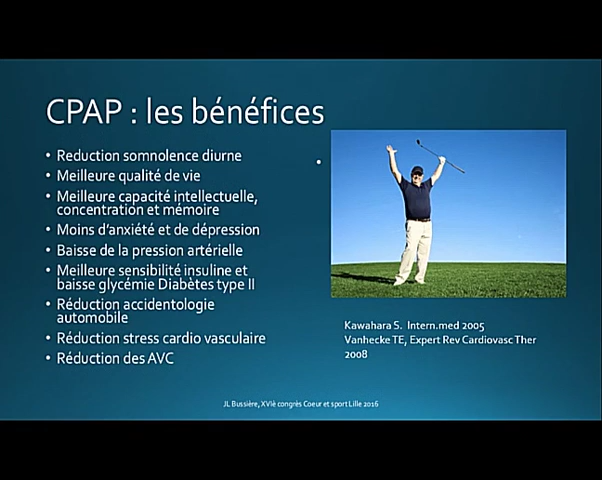 CPAP : les bénéfices
• Reduction somnolence diurne
• Meilleure qualité de vie
• Meilleure capacité intellectuelle,
concentration et mémoire
• Moins d'anxiété et de dépression
• Baisse de la pression artérielle
• Meilleure sensibilité insuline et
baisse glycémie Diabètes type II
• Réduction accidentologie
automobile
• Réduction stress cardio vasculaire
• Réduction des AVC
•
Kawahara S. Intern.med 2005
Vanhecke TE, Expert Rev Cardiovasc Ther
2008
JL Bussière, XVIè congrès Coeur et sport Lille 2016